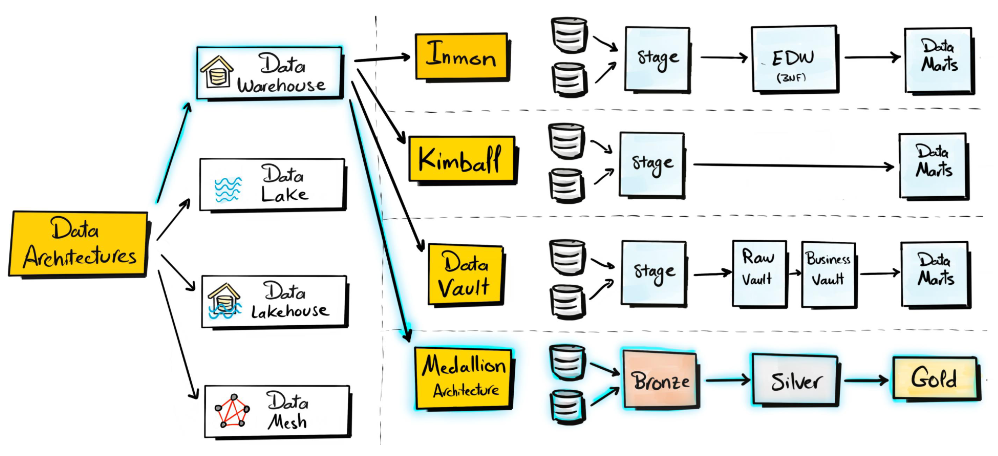 Data
Architectures
Data
Warehouse
Data
Lake
Data
Lakehouse
Data
Mesh
Inmon
Stage
EDW
(3NF)
Data
Marts
Kimball
Stage
Data
Marts
Data
Vault
Stage
Raw
Vault
Business
Vault
Data
Marts
Medallion
Architecture
Bronze
Silver
Gold